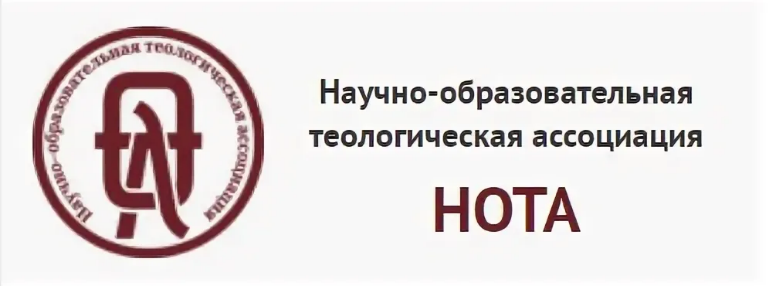 Научно-образовательная теологическая ассоциация
Научно-образовательная
теологическая ассоциация
НОТА